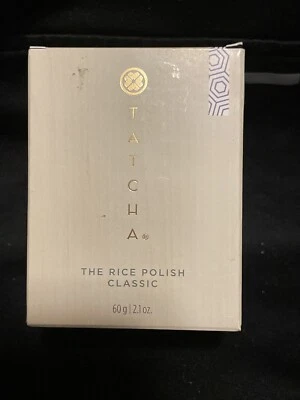 TATCHA®
THE RICE POLISH
CLASSIC
60 g | 2.1 oz.